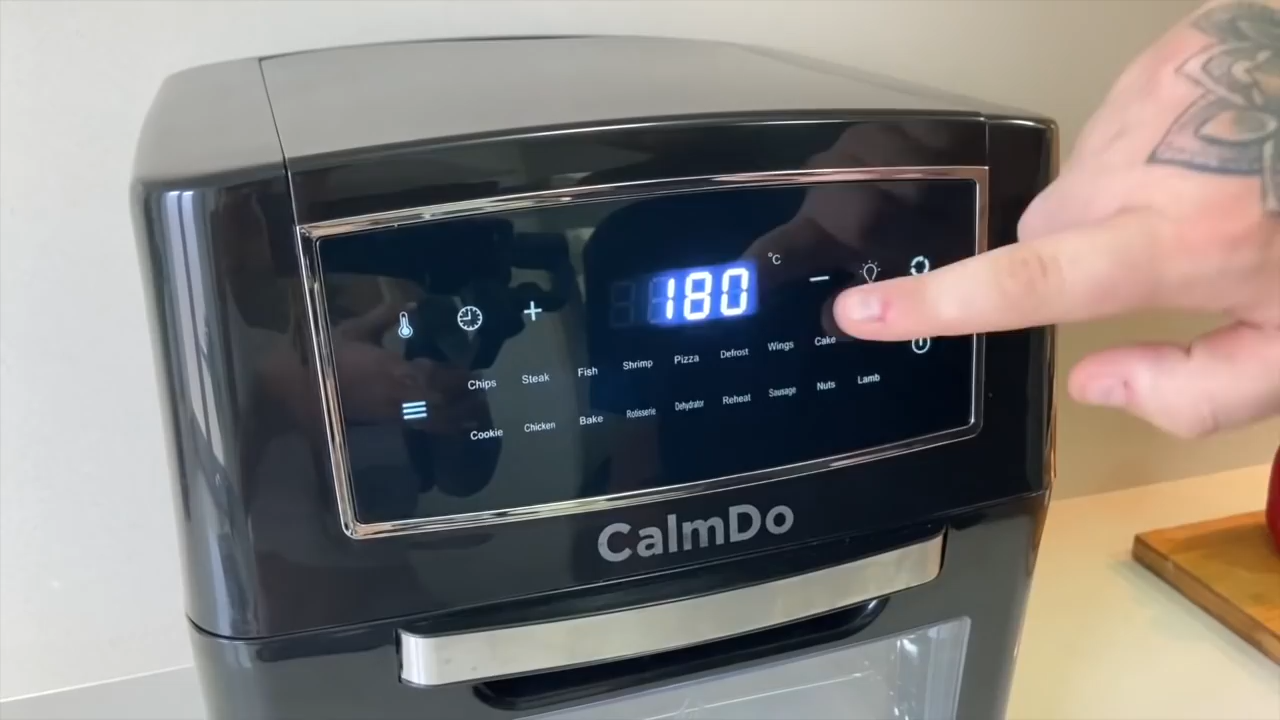 180 °C
Chips Steak Fish Shrimp Pizza Defrost Wings Cake
Cookie Chicken Bake Rotisserie Dehydrator Reheat Sausage Nuts Lamb
CalmDo